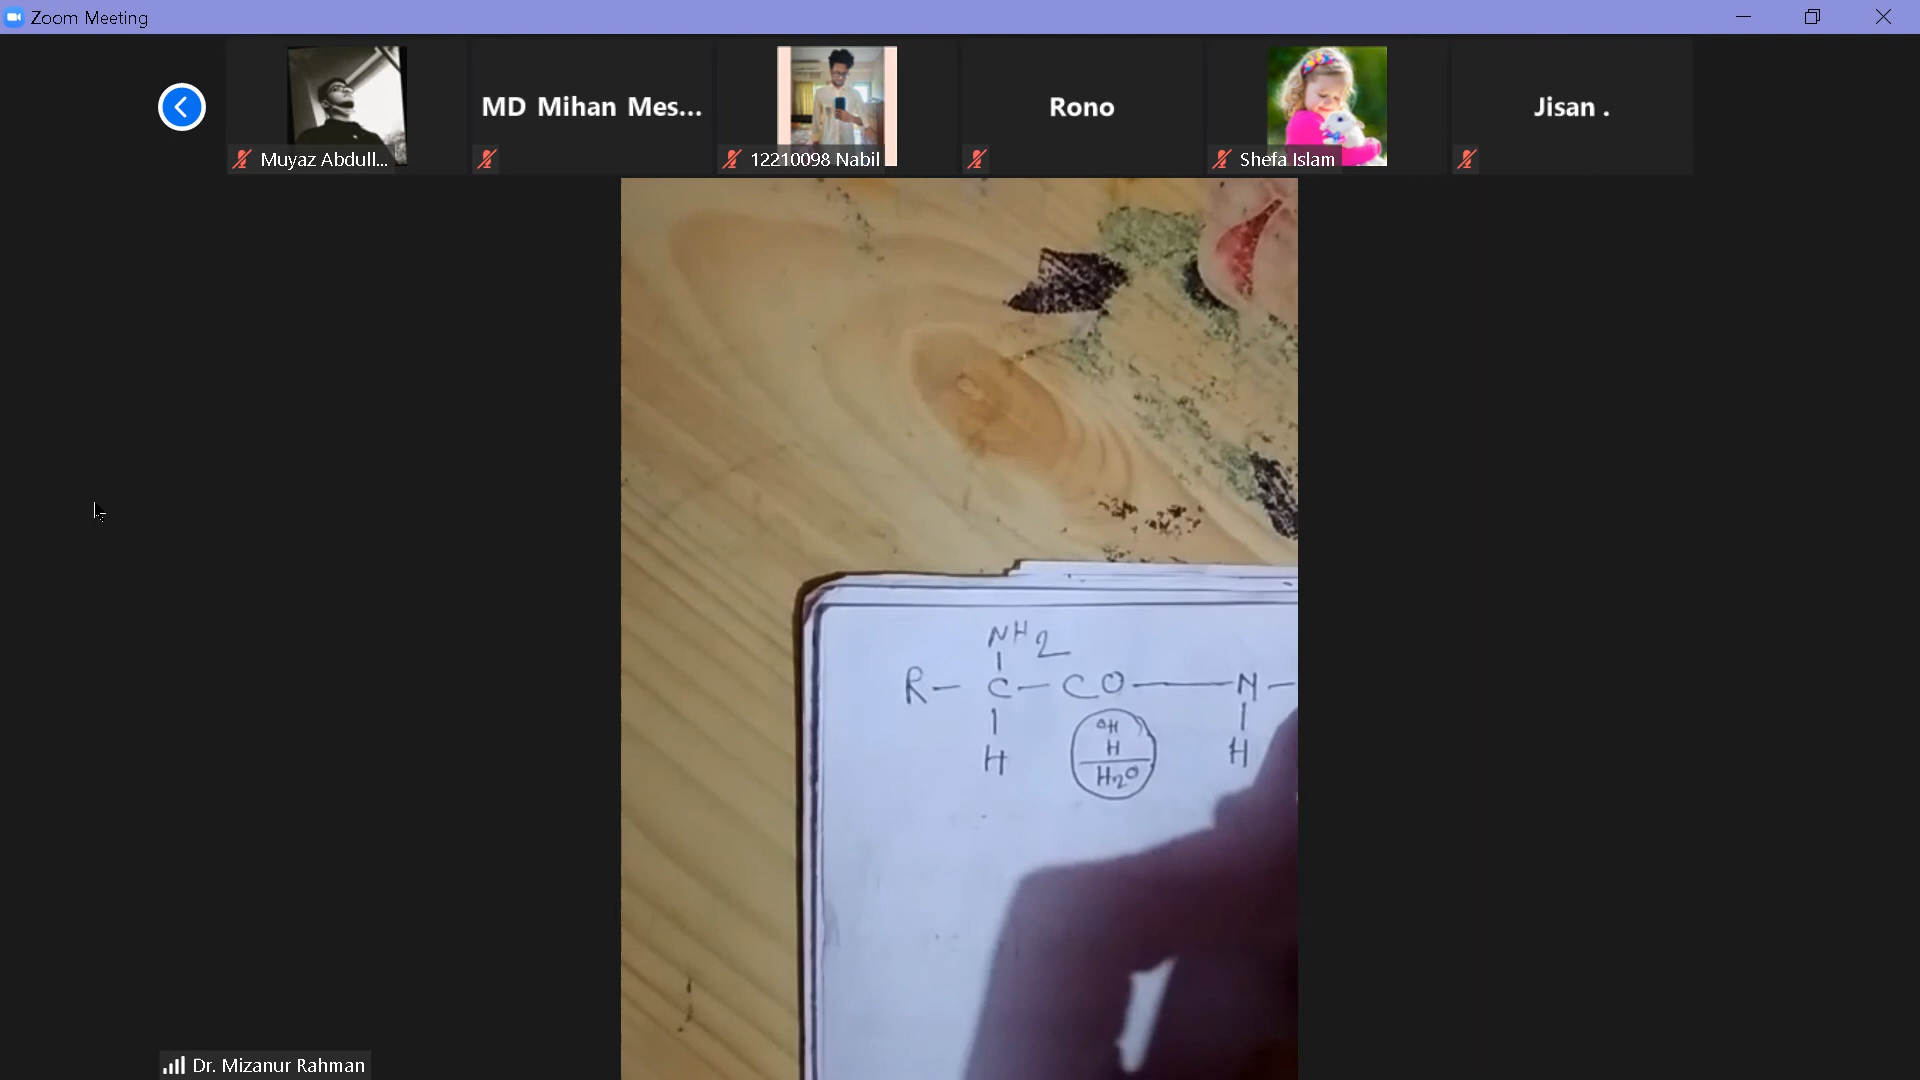 Zoom Meeting
MD Mihan Mes...
Rono
Jisan .
Muyaz Abdull...
12210098 Nabil
Shefa Islam
NH2
R- C - CO — N -
H
OH
H
H2O
H
Dr. Mizanur Rahman